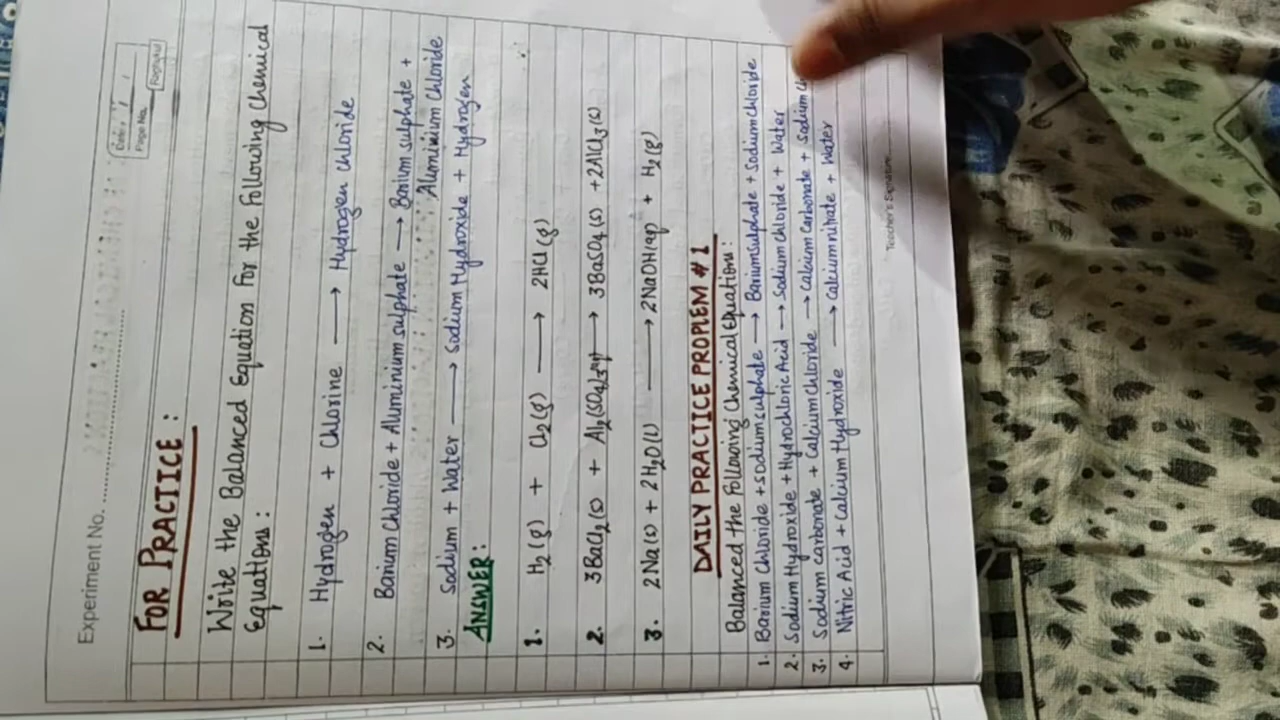 Experiment No.
Date
Page No.
FOR PRACTICE :
Write the Balanced Equation for the following Chemical
Equations :
1. Hydrogen + Chlorine ⟶ Hydrogen chloride
2. Barium Chloride + Aluminium sulphate ⟶ Barium sulphate +
Aluminium Chloride
3. Sodium + Water ⟶ Sodium Hydroxide + Hydrogen
ANSWER :
1. H₂(g) + Cl₂(g) ⟶ 2HCl(g)
2. 3BaCl₂(s) + Al₂(SO₄)₃(aq) ⟶ 3BaSO₄(s) + 2AlCl₃(s)
3. 2Na(s) + 2H₂O(l) ⟶ 2NaOH(aq) + H₂(g)
DAILY PRACTICE PROPLEM # 1
Balanced the Following Chemical Equations :
1. Barium Chloride + sodium sulphate ⟶ Barium sulphate + Sodium chloride
2. Sodium Hydroxide + Hydrochloric Acid ⟶ Sodium chloride + Water
3. Sodium carbonate + Calcium Chloride ⟶ Calcium Carbonate + Sodium
4. Nitric Acid + Calcium Hydroxide ⟶ Calcium nitrate + Water
Teacher's Signature